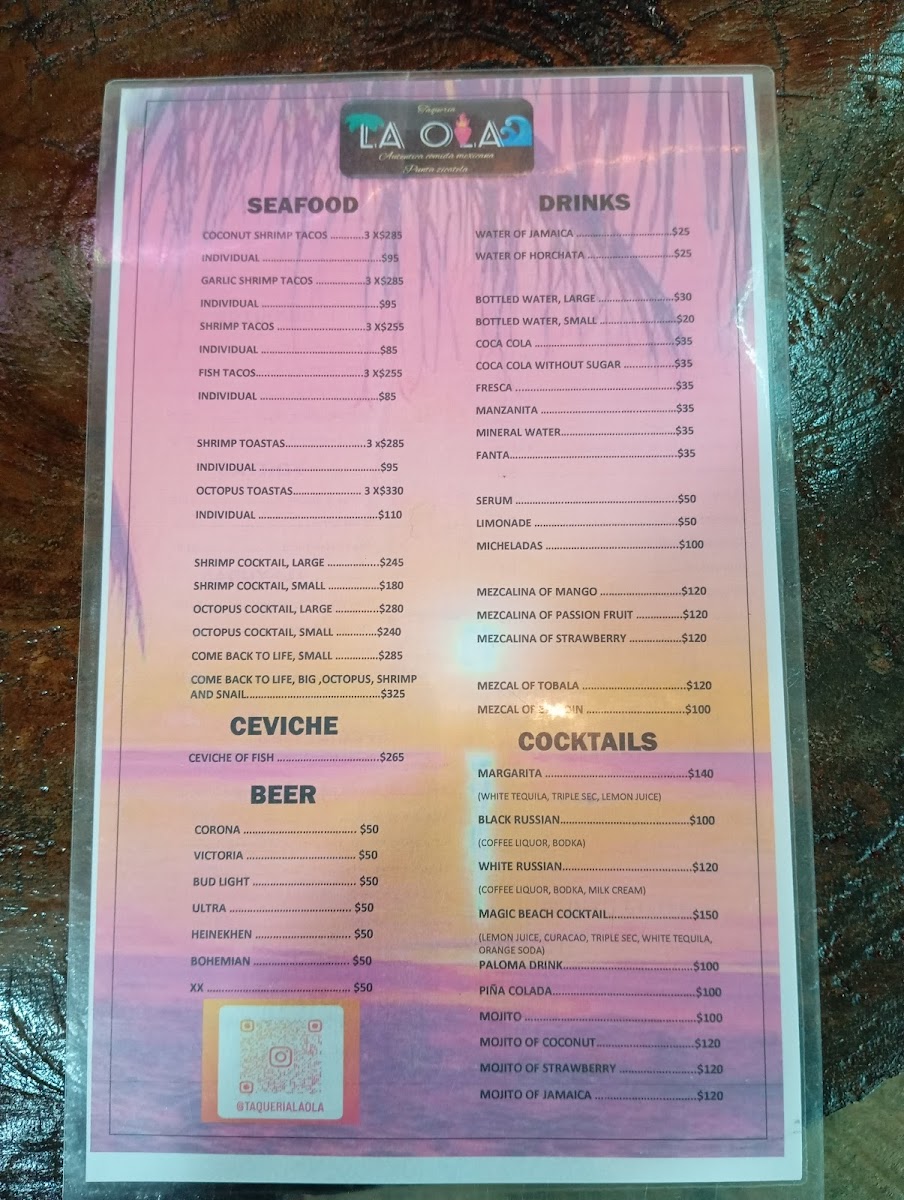 Taqueria
LA OLA
Autentica comida mexicana
Punta zicatela
SEAFOOD
COCONUT SHRIMP TACOS ............3 X$285
INDIVIDUAL ............................................$95
GARLIC SHRIMP TACOS ................3 X$285
INDIVIDUAL ...................................$95
SHRIMP TACOS ...........................3 X$255
INDIVIDUAL ....................................$85
FISH TACOS.................................3 X$255
INDIVIDUAL ....................................$85
SHRIMP TOASTAS.........................3 x$285
INDIVIDUAL .....................................$95
OCTOPUS TOASTAS..................... 3 X$330
INDIVIDUAL ....................................$110
SHRIMP COCKTAIL, LARGE ................$245
SHRIMP COCKTAIL, SMALL ................$180
OCTOPUS COCKTAIL, LARGE ..............$280
OCTOPUS COCKTAIL, SMALL .............$240
COME BACK TO LIFE, SMALL .............$285
COME BACK TO LIFE, BIG ,OCTOPUS, SHRIMP
AND SNAIL.........................................$325
CEVICHE
CEVICHE OF FISH ................................$265
BEER
CORONA .................................. $50
VICTORIA ................................. $50
BUD LIGHT ................................ $50
ULTRA ..................................... $50
HEINEKHEN ............................. $50
BOHEMIAN ............................. $50
XX ........................................... $50
@TAQUERIALAOLA
DRINKS
WATER OF JAMAICA ..............................$25
WATER OF HORCHATA ...........................$25
BOTTLED WATER, LARGE .......................$30
BOTTLED WATER, SMALL .......................$20
COCA COLA ..........................................$35
COCA COLA WITHOUT SUGAR ...............$35
FRESCA .................................................$35
MANZANITA .........................................$35
MINERAL WATER...................................$35
FANTA...................................................$35
SERUM ..................................................$50
LIMONADE ............................................$50
MICHELADAS ........................................$100
MEZCALINA OF MANGO ........................$120
MEZCALINA OF PASSION FRUIT ..............$120
MEZCALINA OF STRAWBERRY ................$120
MEZCAL OF TOBALA ...............................$120
MEZCAL OF ..............................$100
COCKTAILS
MARGARITA ...........................................$140
(WHITE TEQUILA, TRIPLE SEC, LEMON JUICE)
BLACK RUSSIAN.......................................$100
(COFFEE LIQUOR, BODKA)
WHITE RUSSIAN......................................$120
(COFFEE LIQUOR, BODKA, MILK CREAM)
MAGIC BEACH COCKTAIL.........................$150
(LEMON JUICE, CURACAO, TRIPLE SEC, WHITE TEQUILA,
ORANGE SODA)
PALOMA DRINK.......................................$100
PIÑA COLADA..........................................$100
MOJITO ..................................................$100
MOJITO OF COCONUT..............................$120
MOJITO OF STRAWBERRY ........................$120
MOJITO OF JAMAICA ...............................$120